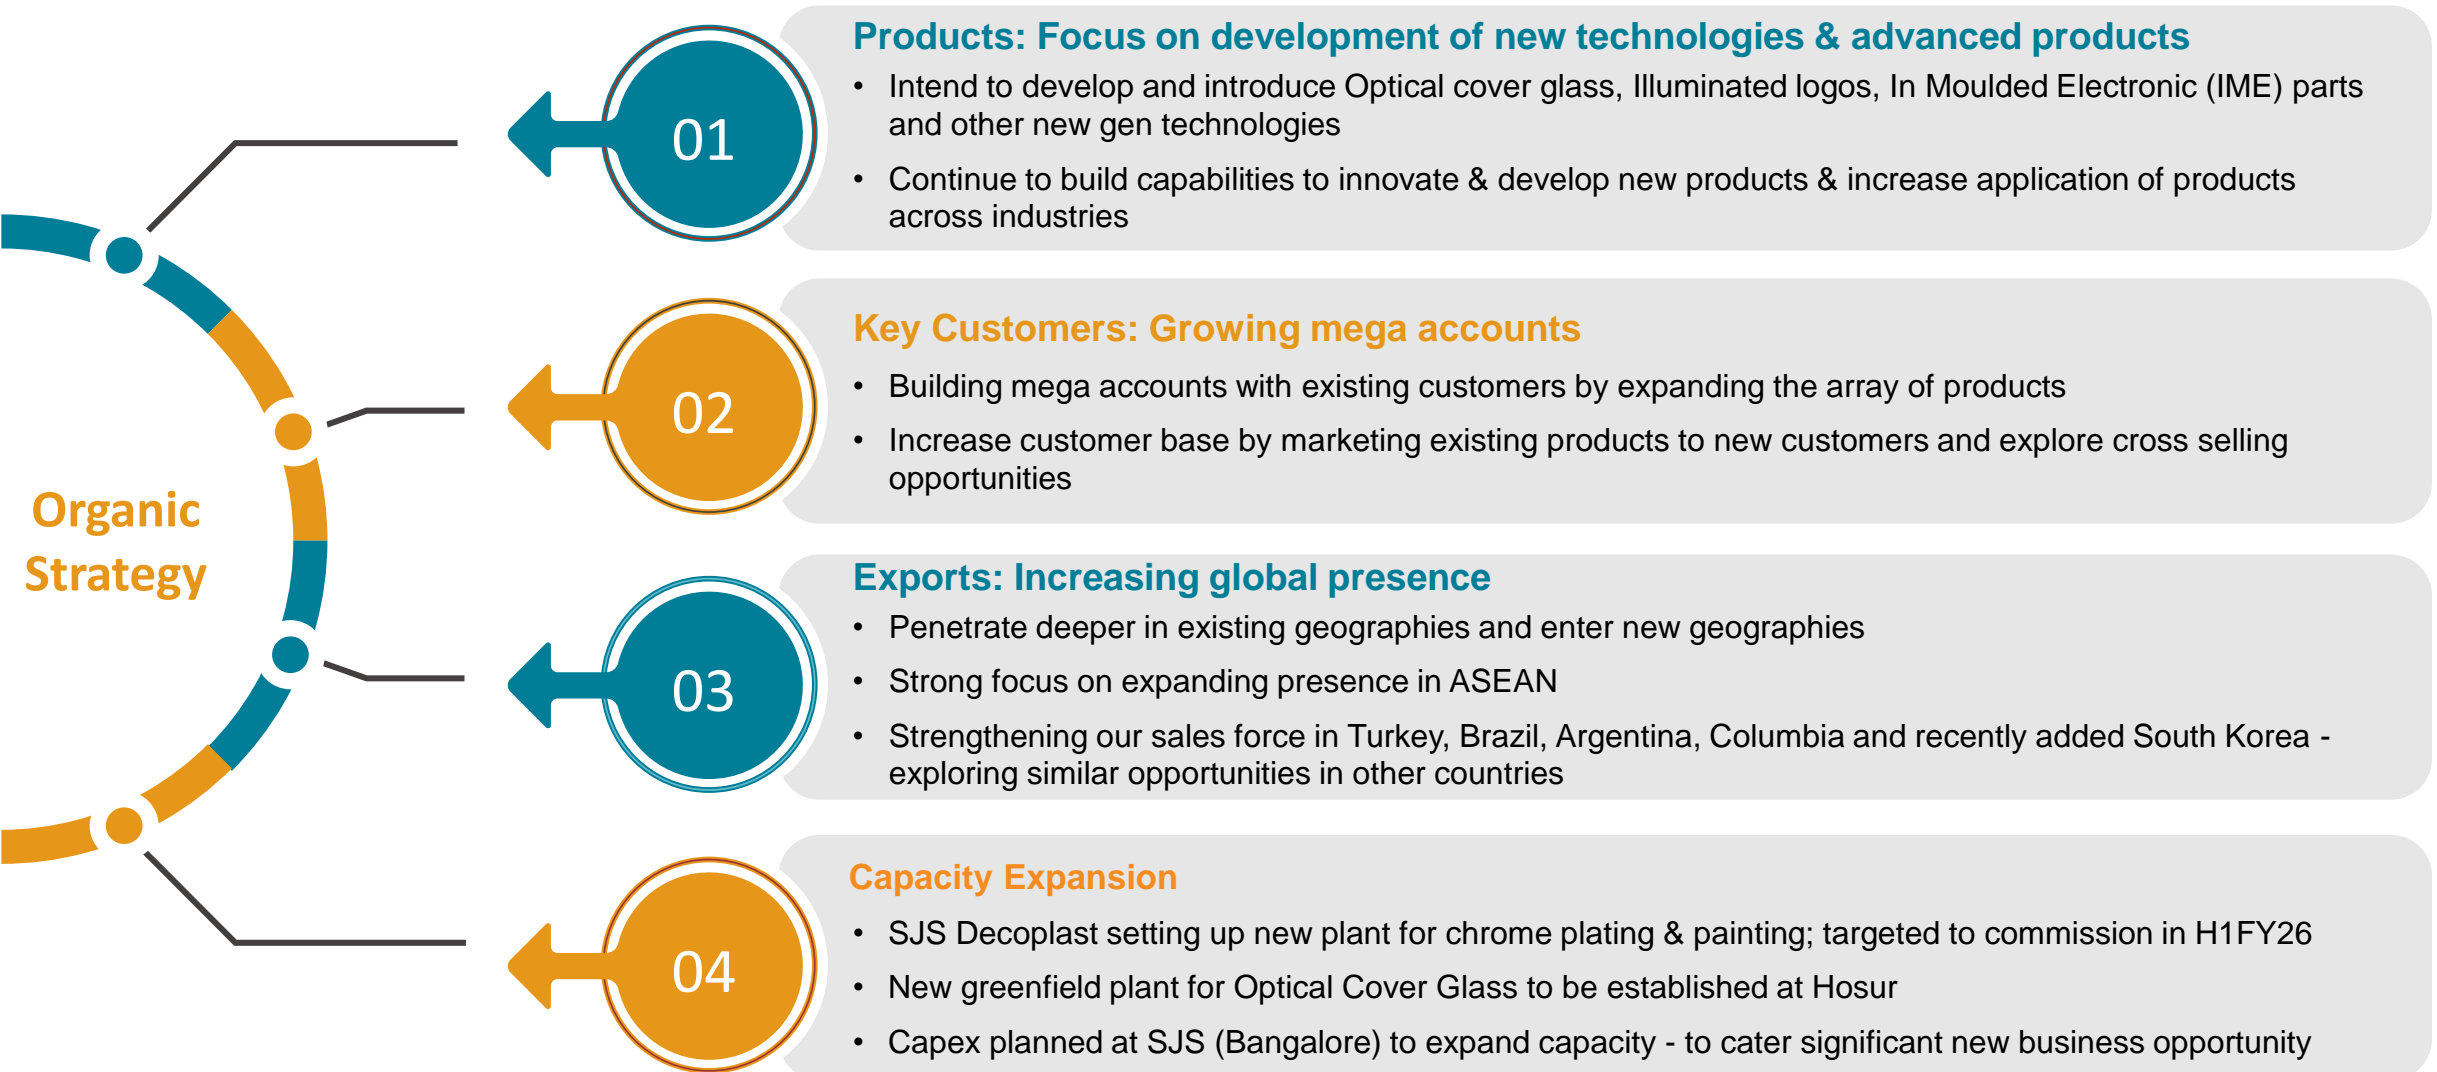 Organic
Strategy
01
Products: Focus on development of new technologies & advanced products
• Intend to develop and introduce Optical cover glass, Illuminated logos, In Moulded Electronic (IME) parts
and other new gen technologies
• Continue to build capabilities to innovate & develop new products & increase application of products
across industries
02
Key Customers: Growing mega accounts
• Building mega accounts with existing customers by expanding the array of products
• Increase customer base by marketing existing products to new customers and explore cross selling
opportunities
03
Exports: Increasing global presence
• Penetrate deeper in existing geographies and enter new geographies
• Strong focus on expanding presence in ASEAN
• Strengthening our sales force in Turkey, Brazil, Argentina, Columbia and recently added South Korea -
exploring similar opportunities in other countries
04
Capacity Expansion
• SJS Decoplast setting up new plant for chrome plating & painting; targeted to commission in H1FY26
• New greenfield plant for Optical Cover Glass to be established at Hosur
• Capex planned at SJS (Bangalore) to expand capacity - to cater significant new business opportunity